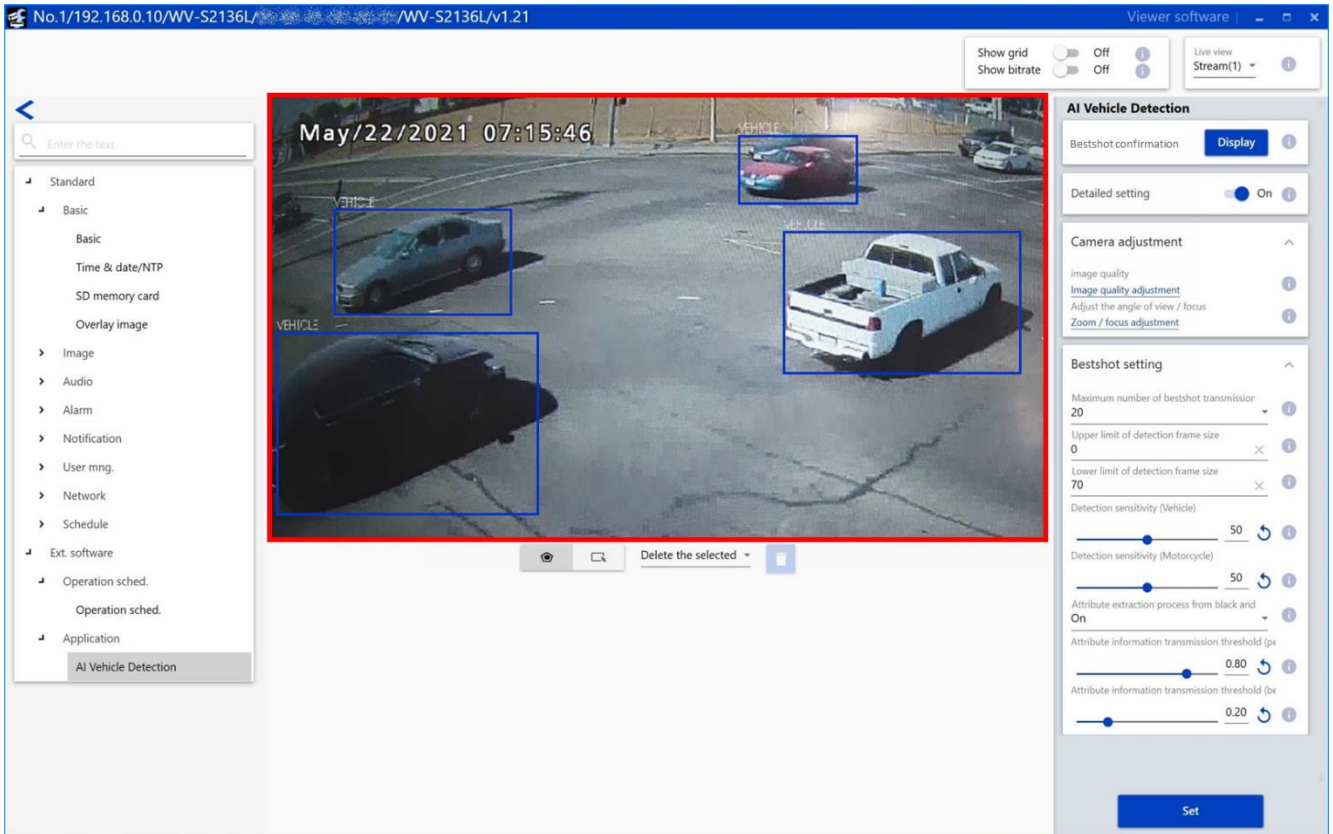 No.1/192.168.0.10/WV-S2136L/ /WV-S2136L/v1.21
Viewer software
Show grid Off
Show bitrate Off
Live view
Stream(1)
Enter the text.
Standard
Basic
Basic
Time & date/NTP
SD memory card
Overlay image
Image
Audio
Alarm
Notification
User mng.
Network
Schedule
Ext. software
Operation sched.
Operation sched.
Application
AI Vehicle Detection
May/22/2021 07:15:46
VEHICLE
VEHICLE
VEHICLE
VEHICLE
Delete the selected
AI Vehicle Detection
Bestshot confirmation Display
Detailed setting On
Camera adjustment
image quality
Image quality adjustment
Adjust the angle of view / focus
Zoom / focus adjustment
Bestshot setting
Maximum number of bestshot transmission
20
Upper limit of detection frame size
0
Lower limit of detection frame size
70
Detection sensitivity (Vehicle)
50
Detection sensitivity (Motorcycle)
50
Attribute extraction process from black and
On
Attribute information transmission threshold (pe
0.80
Attribute information transmission threshold (be
0.20
Set